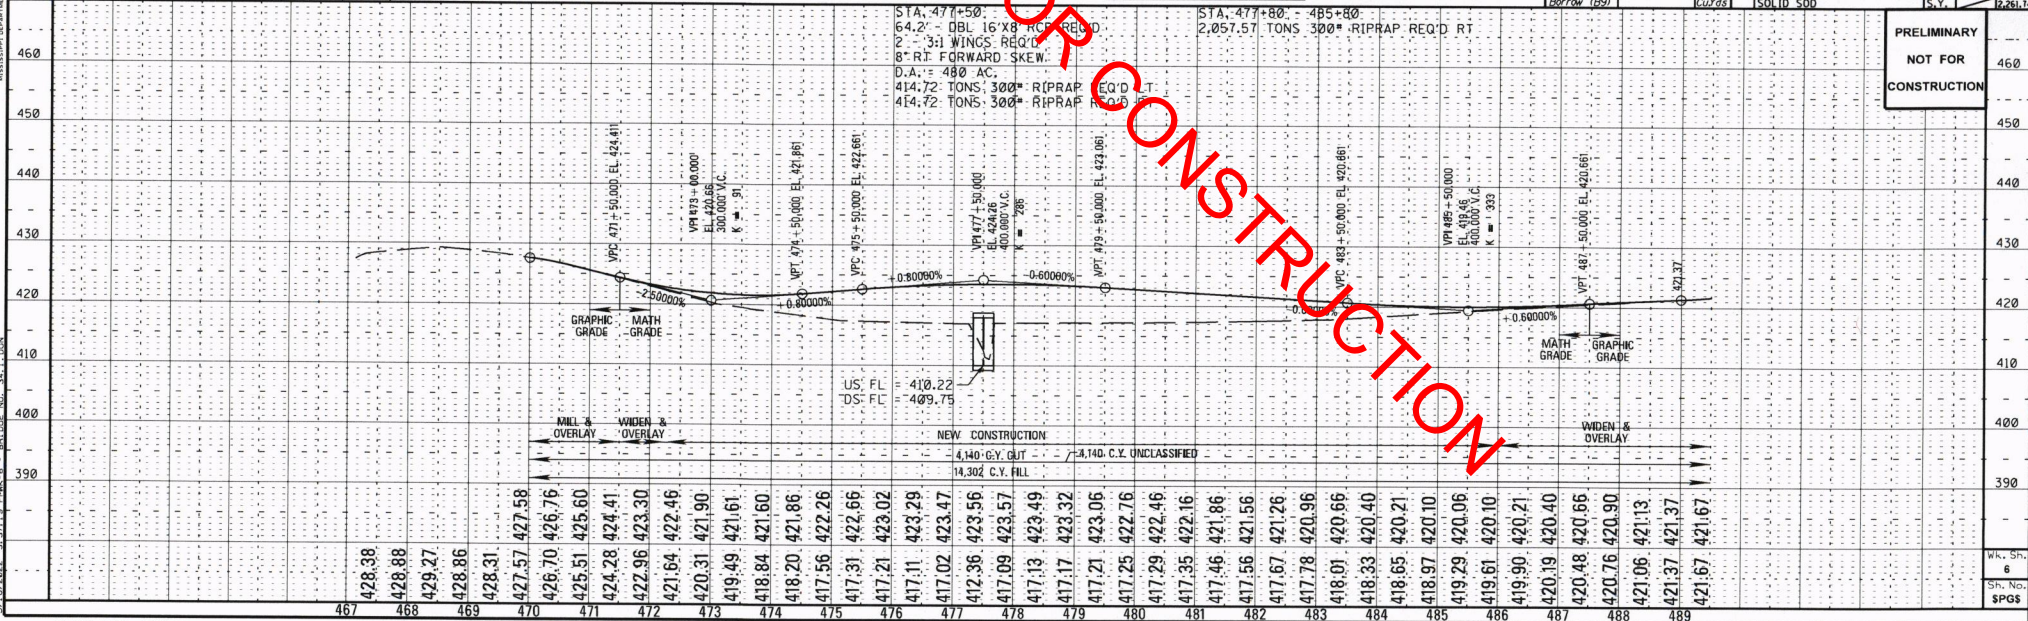 Borrow (B9)
Cu.Yds
SOLID SOD
S.Y.
STA. 477+50
64.2' DBL 16'X8' RCB REQ'D
2 - 3:1 WINGS REQ'D
8° RT FORWARD SKEW
D.A. = 480 AC.
414.72 TONS 300# RIPRAP REQ'D LT
414.72 TONS 300# RIPRAP REQ'D RT
STA. 477+80 485+80
2,057.57 TONS 300# RIPRAP REQ'D RT
OR CONSTRUCTION
PRELIMINARY
NOT FOR
CONSTRUCTION
460 460
450 450
440 440
430 430
420 420
410 410
400 400
390 390
VPC 471 + 50.000 EL. 424.411
VPI 473 + 00.000
EL. 420.66
300.000' V.C.
K = 91
VPT 474 + 50.000 EL. 421.861
VPC 475 + 50.000 EL. 422.661
VPI 477 + 50.000
EL. 424.26
400.000' V.C.
K = 286
VPT 479 + 50.000 EL. 423.061
VPC 483 + 50.000 EL. 420.661
VPI 485 + 50.000
EL. 419.46
400.000' V.C.
K = 333
VPT 487 + 50.000 EL. 420.661
421.37
-2.50000%
+0.80000%
+0.80000%
-0.60000%
+0.60000%
GRAPHIC GRADE
MATH GRADE
MATH GRADE
GRAPHIC GRADE
US FL = 410.22
DS FL = 409.75
MILL & OVERLAY
WIDEN & OVERLAY
NEW CONSTRUCTION
WIDEN & OVERLAY
4,140 C.Y. CUT
4,140 C.Y. UNCLASSIFIED
14,302 C.Y. FILL
427.58 426.76 425.60 424.41 423.30 422.46 421.90 421.61 421.60 421.86 422.26 422.66 423.02 423.29 423.47 423.56 423.57 423.49 423.32 423.06 422.76 422.46 422.16 421.86 421.56 421.26 420.96 420.66 420.40 420.21 420.10 420.06 420.10 420.21 420.40 420.66 420.90 421.13 421.37 421.67
428.38 428.88 429.27 428.86 428.31 427.57 426.70 425.51 424.28 422.96 421.64 420.31 419.49 418.84 418.20 417.56 417.31 417.21 417.11 417.02 412.36 417.09 417.13 417.17 417.21 417.25 417.29 417.35 417.46 417.56 417.67 417.78 418.01 418.33 418.65 418.97 419.29 419.61 419.90 420.19 420.48 420.76 421.06 421.37 421.67
467 468 469 470 471 472 473 474 475 476 477 478 479 480 481 482 483 484 485 486 487 488 489
Wk. Sh.
6
Sh. No.
$PG$